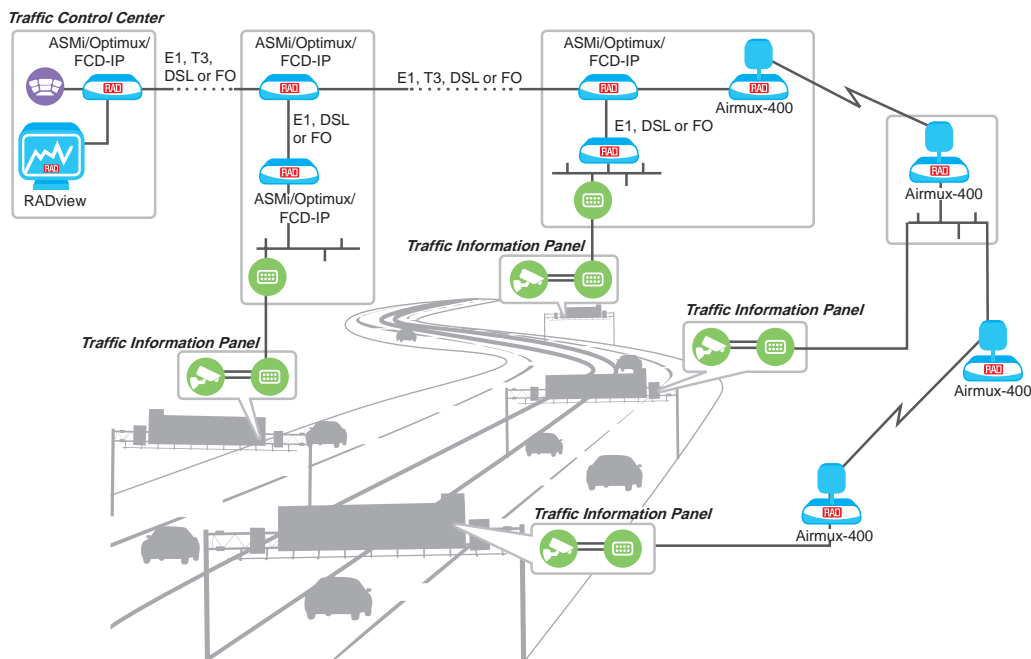 Traffic Control Center
ASMi/Optimux/
FCD-IP
RAD
RAD
RADview
E1, T3,
DSL or FO
ASMi/Optimux/
FCD-IP
RAD
E1, DSL
or FO
RAD
ASMi/Optimux/
FCD-IP
E1, T3, DSL or FO
ASMi/Optimux/
FCD-IP
RAD
E1, DSL or FO
RAD
RAD
Airmux-400
RAD
Airmux-400
Traffic Information Panel
Traffic Information Panel
Traffic Information Panel
RAD
Airmux-400
RAD
Airmux-400
Traffic Information Panel